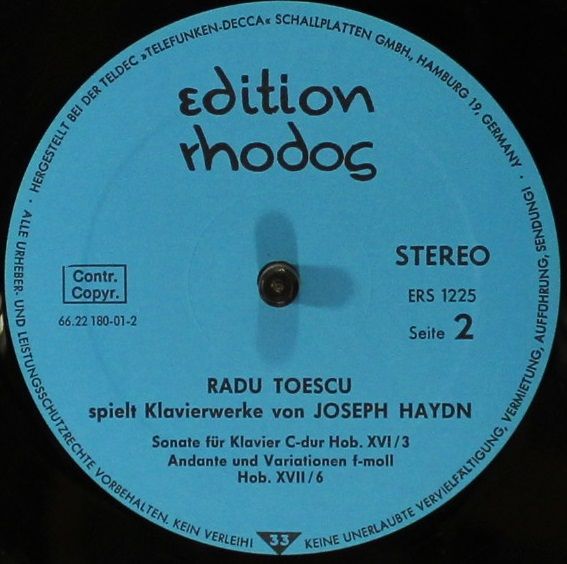 HERGESTELLT BEI DER TELDEC »TELEFUNKEN-DECCA« SCHALLPLATTEN GMBH., HAMBURG 19, GERMANY ·
edition
rhodos
STEREO
Contr.
Copyr.
ERS 1225
66.22 180-01-2
Seite 2
RADU TOESCU
spielt Klavierwerke von JOSEPH HAYDN
Sonate für Klavier C-dur Hob. XVI/3
Andante und Variationen f-moll
Hob. XVII/6
· ALLE URHEBER- UND LEISTUNGSSCHUTZRECHTE VORBEHALTEN. KEIN VERLEIH!
33
KEINE UNERLAUBTE VERVIELFÄLTIGUNG, VERMIETUNG, AUFFÜHRUNG, SENDUNG!